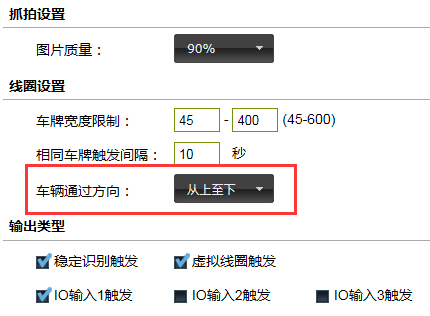 抓拍设置
图片质量： 90%
线圈设置
车牌宽度限制： 45 - 400 (45-600)
相同车牌触发间隔： 10 秒
车辆通过方向： 从上至下
输出类型
稳定识别触发 虚拟线圈触发
IO输入1触发 IO输入2触发 IO输入3触发